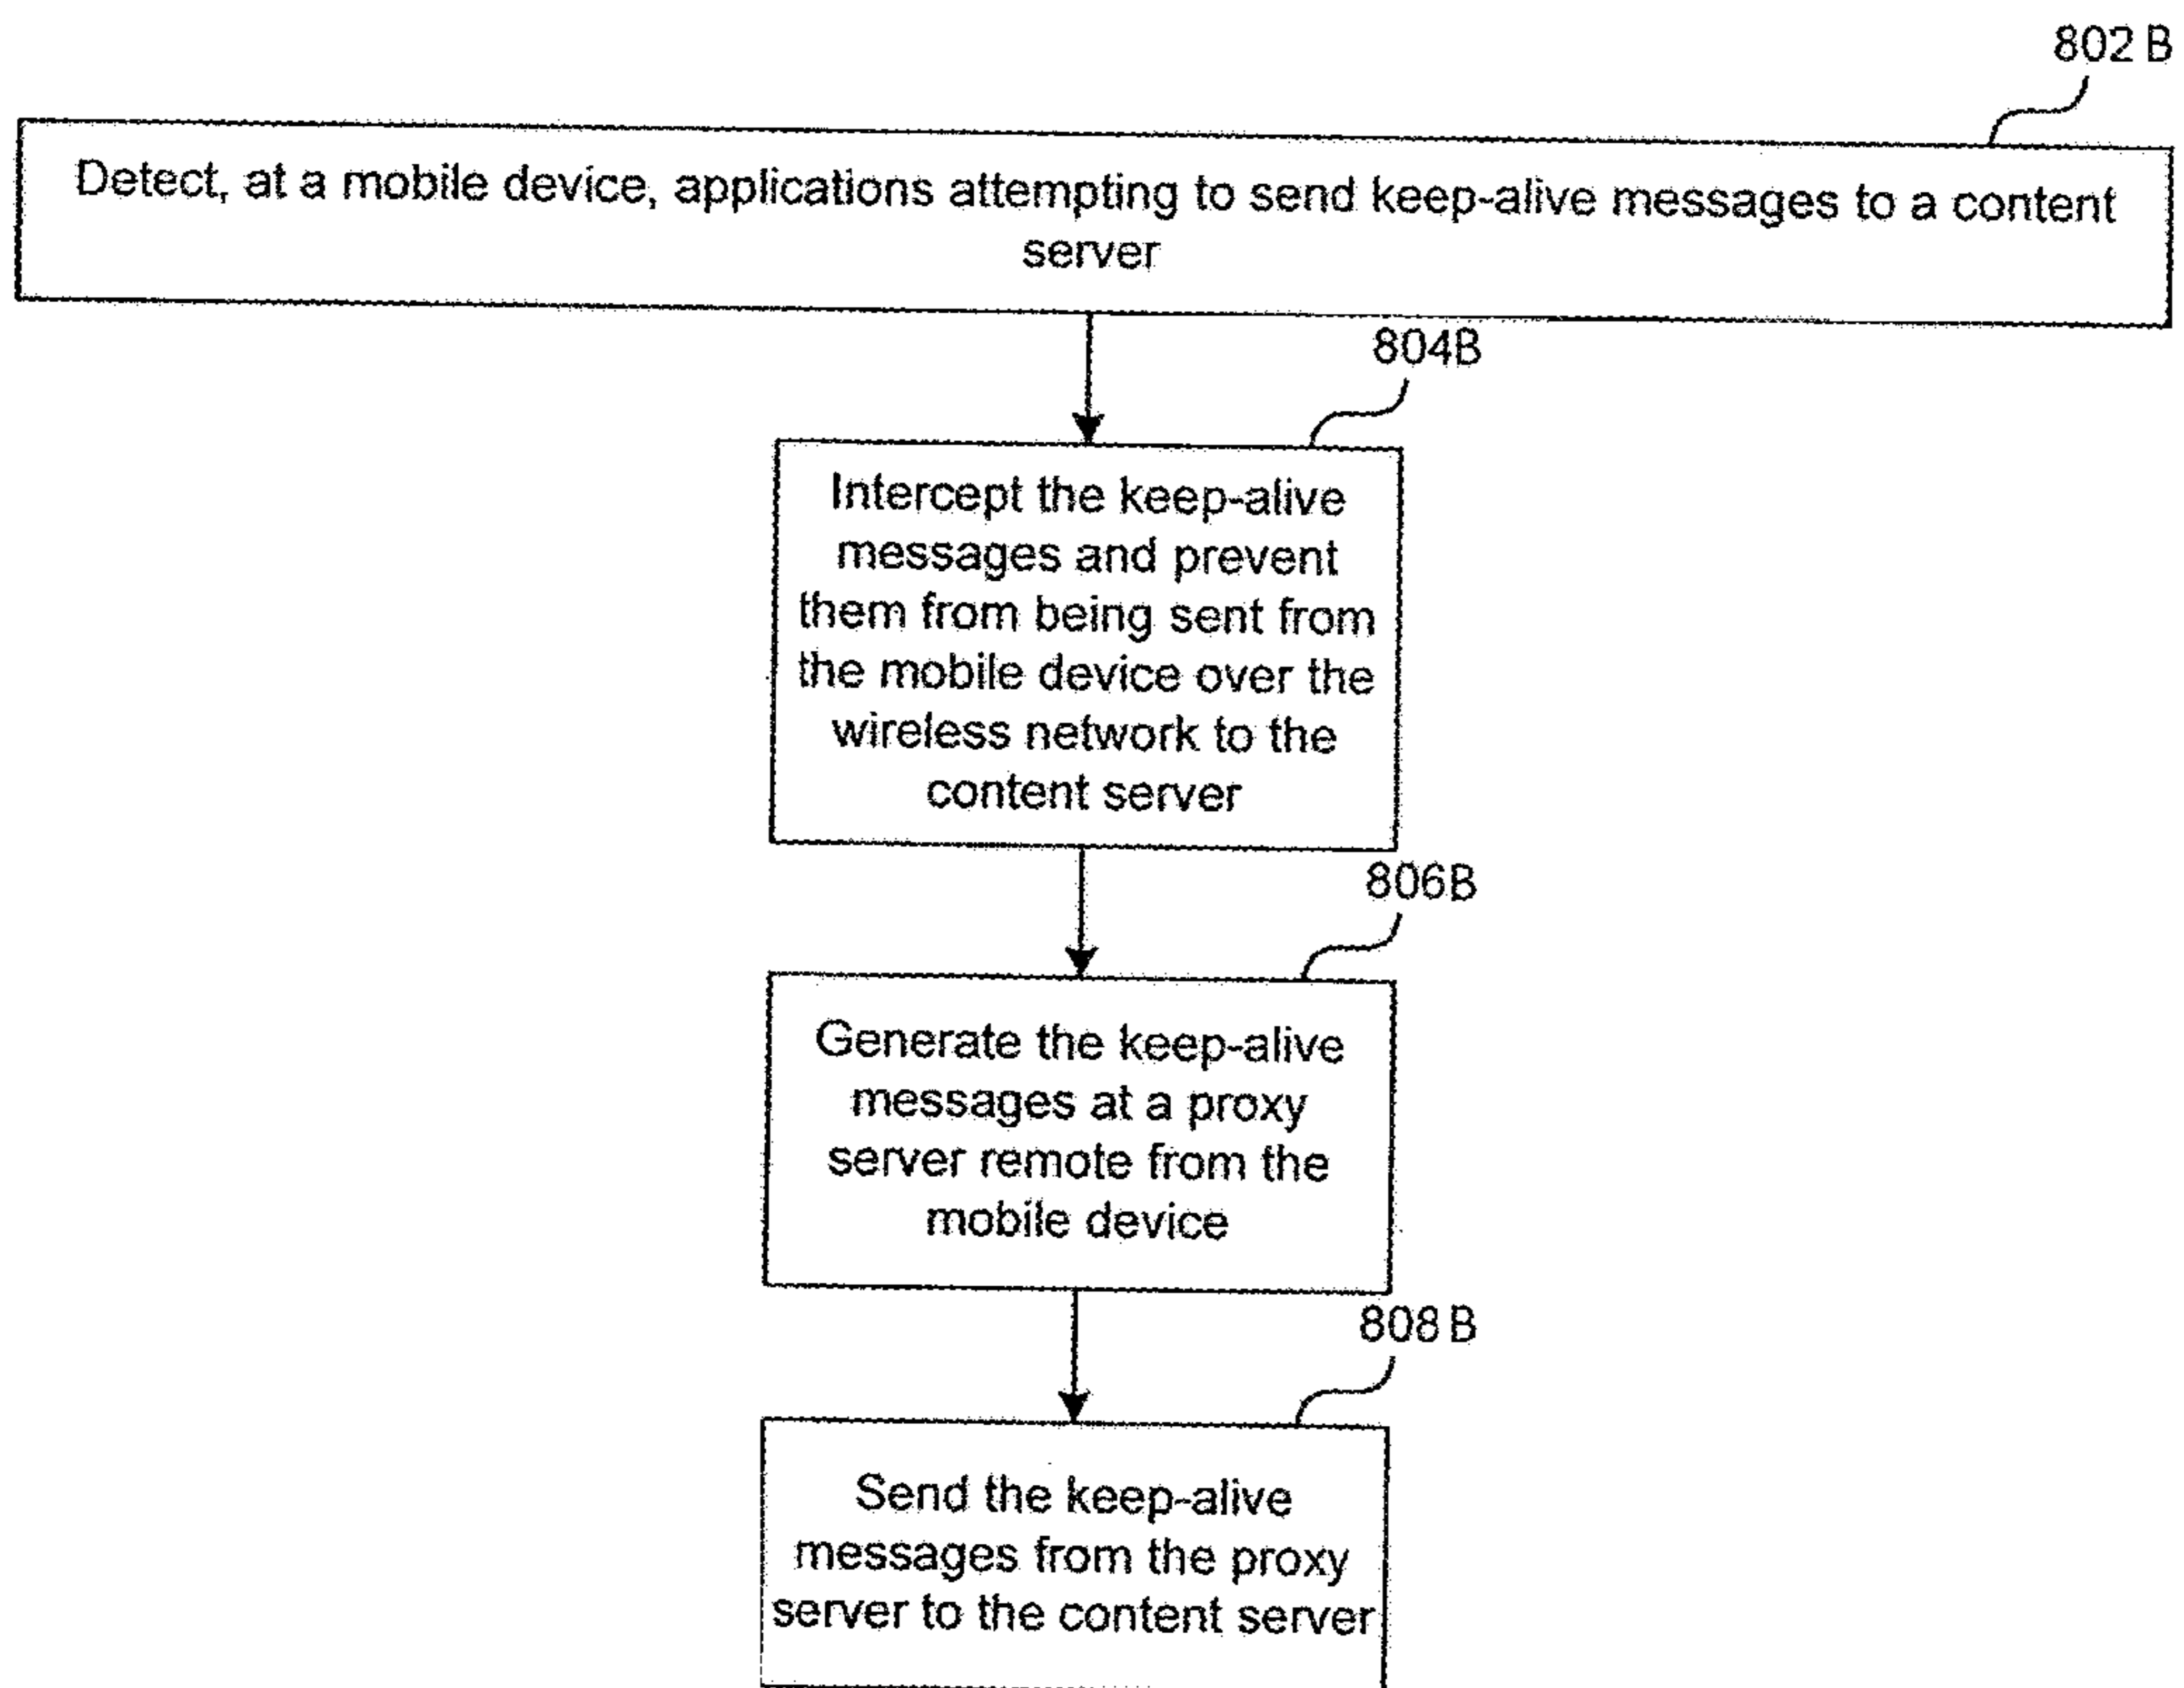 802 B
Detect, at a mobile device, applications attempting to send keep-alive messages to a content
server
804B
Intercept the keep-alive
messages and prevent
them from being sent from
the mobile device over the
wireless network to the
content server
806B
Generate the keep-alive
messages at a proxy
server remote from the
mobile device
808 B
Send the keep-alive
messages from the proxy
server to the content server